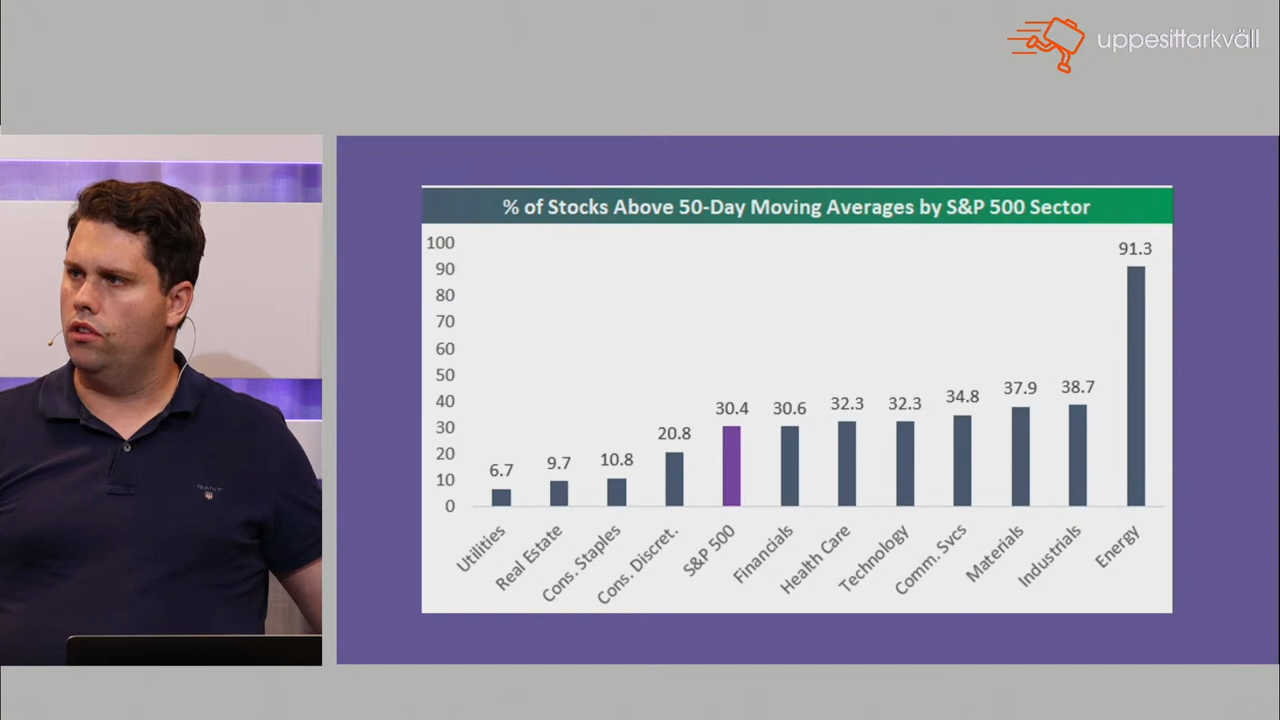 uppesittarkväll
% of Stocks Above 50-Day Moving Averages by S&P 500 Sector
100
90
80
70
60
50
40
30
20
10
0
6.7
9.7
10.8
20.8
30.4
30.6
32.3
32.3
34.8
37.9
38.7
91.3
Utilities
Real Estate
Cons. Staples
Cons. Discret.
S&P 500
Financials
Health Care
Technology
Comm. Svcs
Materials
Industrials
Energy
GANT